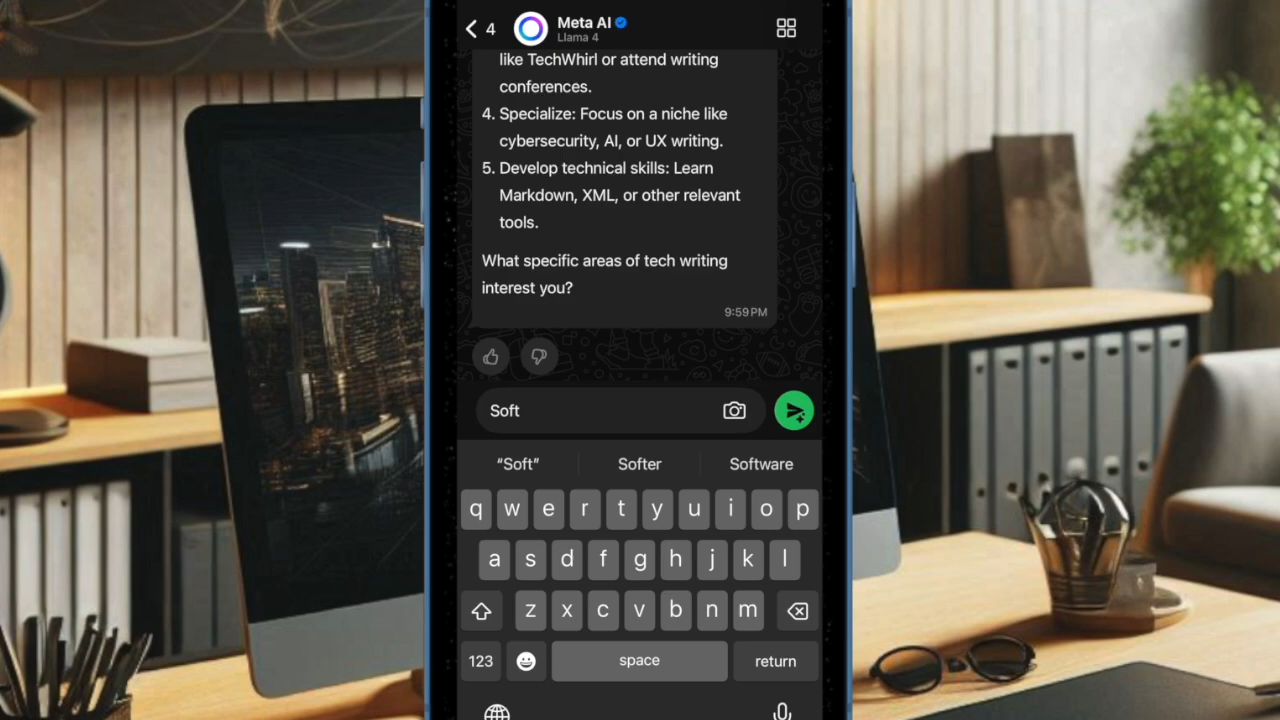 4
Meta AI
Llama 4
like TechWhirl or attend writing
conferences.
4. Specialize: Focus on a niche like
cybersecurity, AI, or UX writing.
5. Develop technical skills: Learn
Markdown, XML, or other relevant
tools.
What specific areas of tech writing
interest you?
9:59 PM
Soft
"Soft" Softer Software
q w e r t y u i o p
a s d f g h j k l
z x c v b n m
123 space return